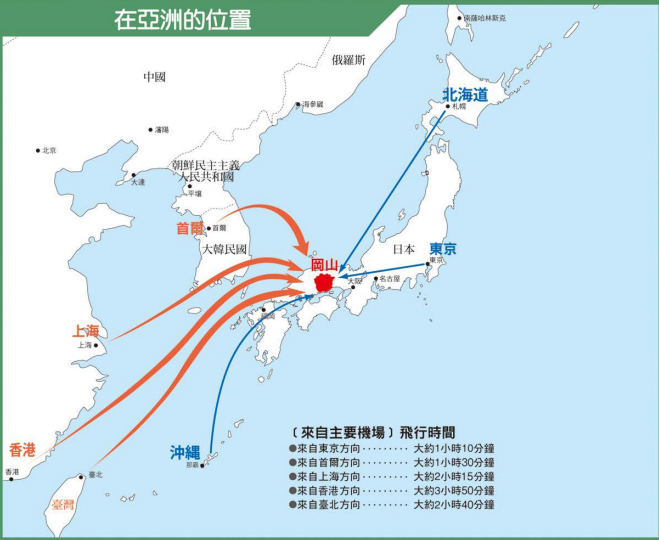 在亞洲的位置
南薩哈林斯克
俄羅斯
中國
北海道
札幌
海參崴
瀋陽
北京
朝鮮民主主義
人民共和國
大連
平壤
首爾
首爾
大韓民國
日本
東京
東京
岡山
大阪
名古屋
福岡
上海
上海
香港
香港
沖縄
那霸
臺北
臺灣
﹝來自主要機場﹞飛行時間
●來自東京方向‧‧‧‧‧‧‧‧ 大約1小時10分鐘
●來自首爾方向‧‧‧‧‧‧‧‧ 大約1小時30分鐘
●來自上海方向‧‧‧‧‧‧‧‧ 大約2小時15分鐘
●來自香港方向‧‧‧‧‧‧‧‧ 大約3小時50分鐘
●來自臺北方向‧‧‧‧‧‧‧‧ 大約2小時40分鐘